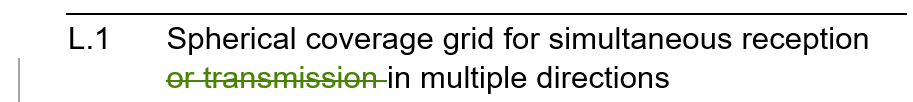 L.1 Spherical coverage grid for simultaneous reception
or transmission in multiple directions